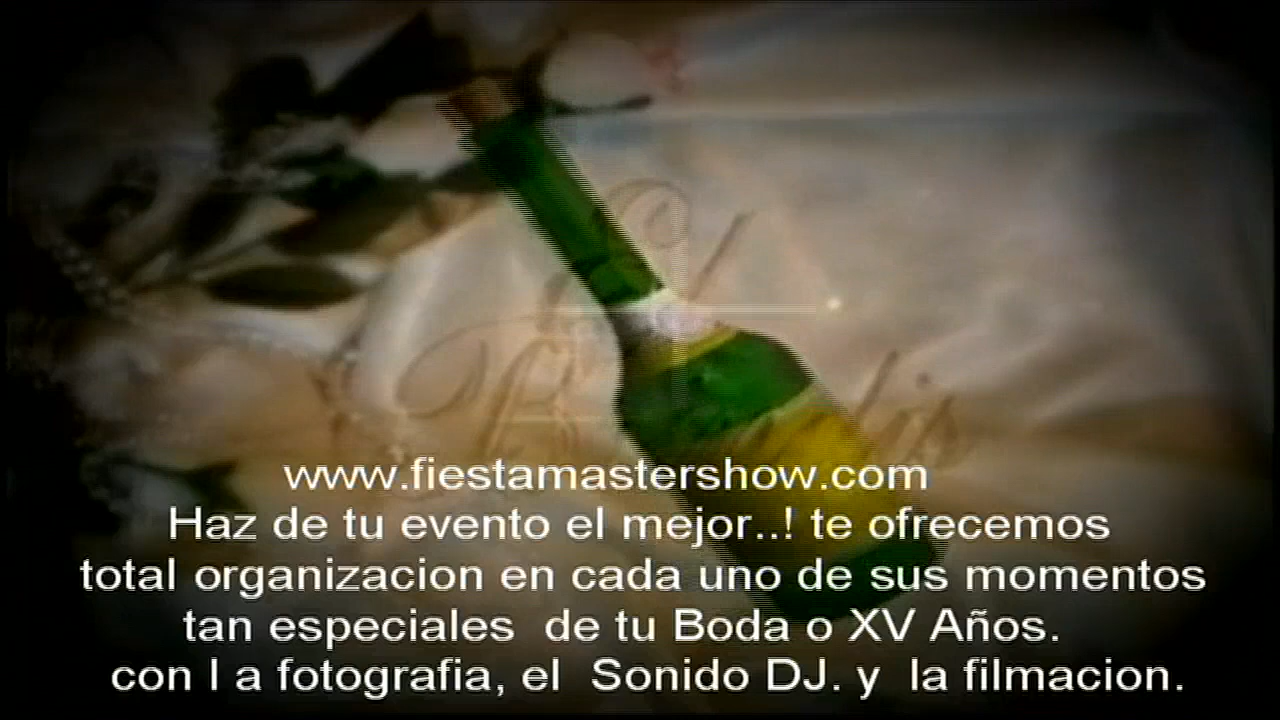 www.fiestamastershow.com
Haz de tu evento el mejor..! te ofrecemos
total organizacion en cada uno de sus momentos
tan especiales de tu Boda o XV Años.
con l a fotografia, el Sonido DJ. y la filmacion.